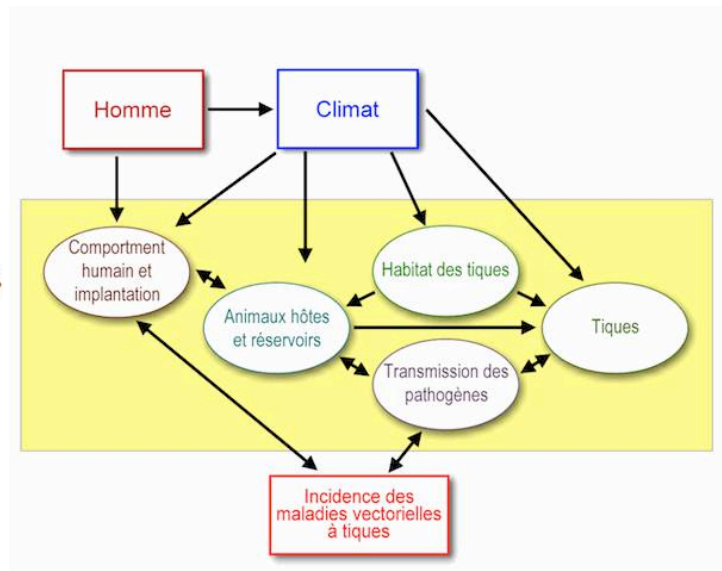 Homme
Climat
Comportment
humain et
implantation
Habitat des tiques
Animaux hôtes
et réservoirs
Tiques
Transmission des
pathogènes
Incidence des
maladies vectorielles
à tiques